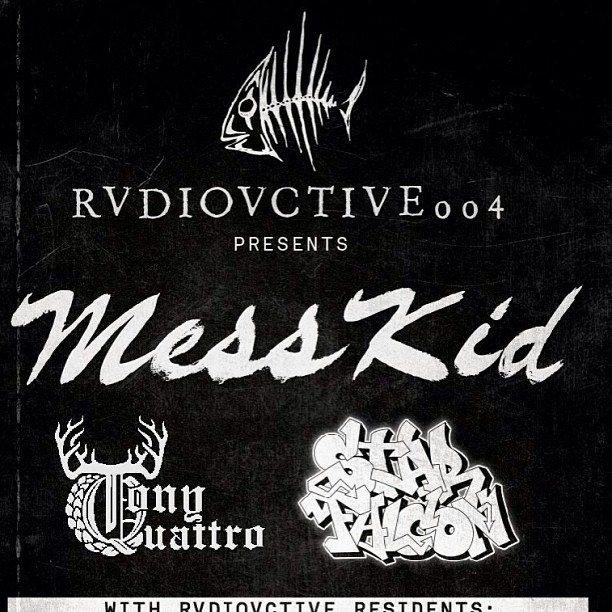 RVDIOVCTIVE004
PRESENTS
MessKid
Tony Quattro
STAR FALCON
WITH RVDIOVCTIVE RESIDENTS: